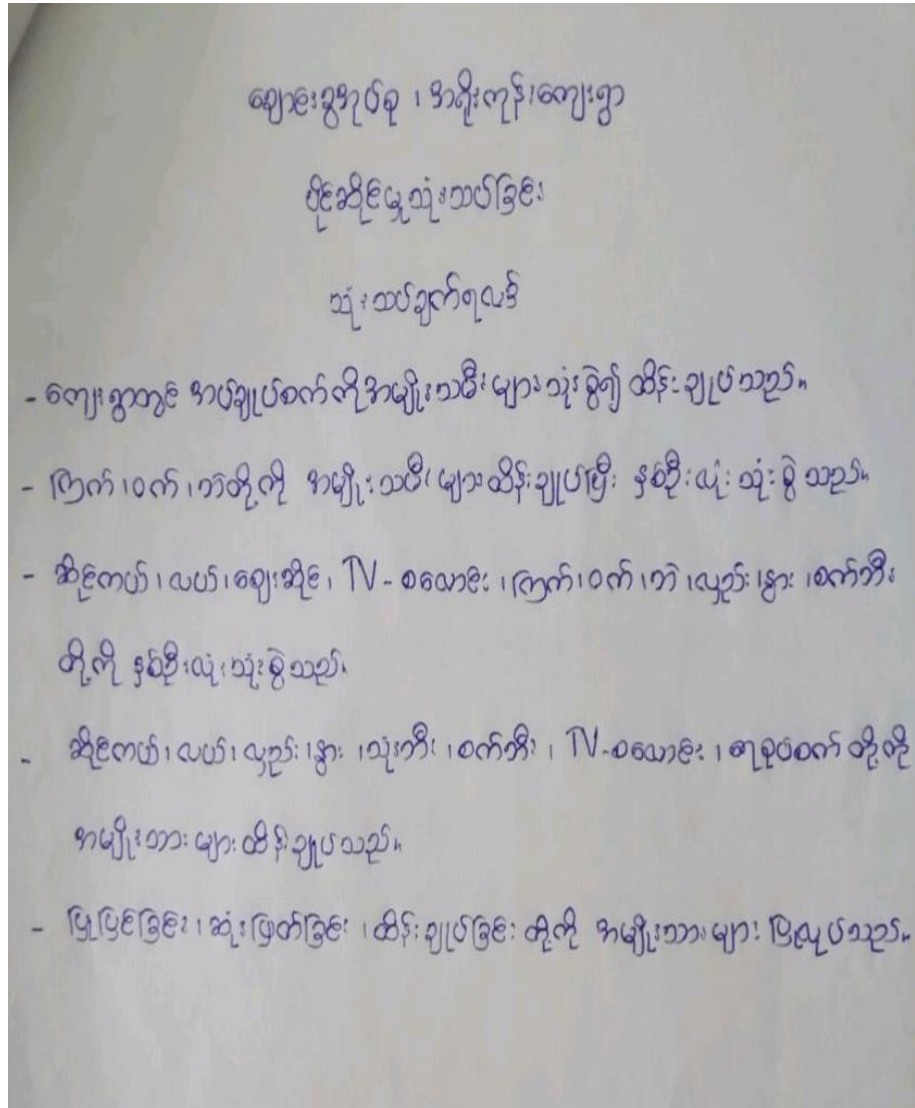 ချောင်းခွအုပ်စု ၊ အရိုးကုန်း ကျေးရွာ
ပိုင်ဆိုင်မှုသုံးသပ်ခြင်း
သုံးသပ်ချက်ရလဒ်
- ကျေးရွာတွင် အပ်ချုပ်စက်ကိုအမျိုးသမီးများသုံးစွဲ၍ ထိန်းချုပ်သည်။
- ကြက် ၊ ဝက် ၊ ဘဲတို့ကို အမျိုးသမီးများထိန်းချုပ်ပြီး နှစ်ဦးလုံး သုံးစွဲသည်။
- ဆိုင်ကယ် ၊ လယ် ၊ ဈေးဆိုင် ၊ TV - စလောင်း ၊ ကြက် ၊ ဝက် ၊ ဘဲ ၊ လှည်း ၊ နွား ၊ စက်ဘီး
တို့ကို နှစ်ဦးလုံးသုံးစွဲသည်။
- ဆိုင်ကယ် ၊ လယ် ၊ လှည်း ၊ နွား ၊ သုံးဘီး ၊ စက်ဘီး ၊ TV - စလောင်း ၊ ရေစုပ်စက် တို့ကို
အမျိုးသားများထိန်းချုပ်သည်။
- ပြုပြင်ခြင်း ၊ ဆုံးဖြတ်ခြင်း ၊ ထိန်းချုပ်ခြင်း တို့ကို အမျိုးသားများ ပြုလုပ်သည်။